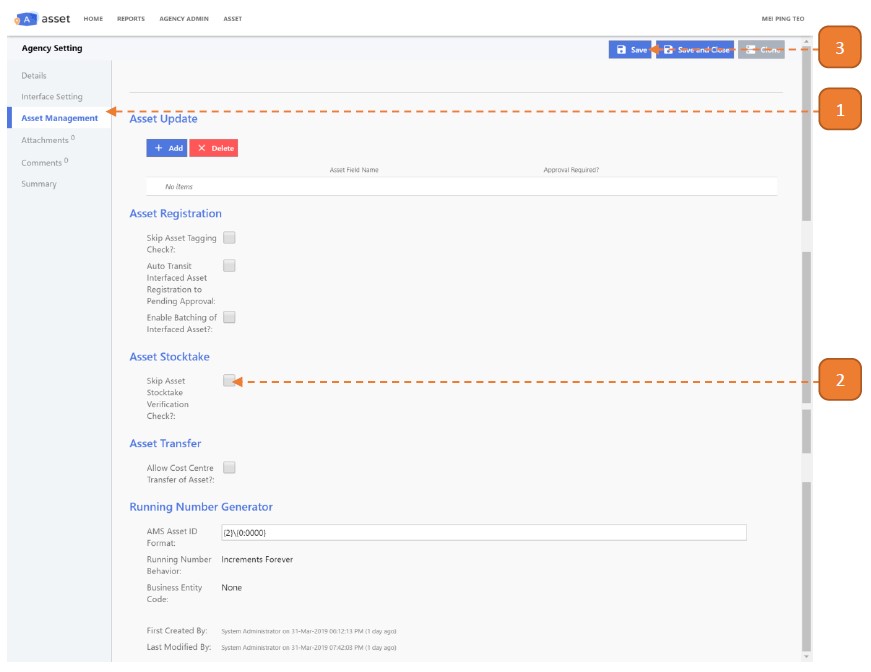 A asset HOME REPORTS AGENCY ADMIN ASSET MEI PING TEO
Agency Setting
Save Save and Close
3
Details
Interface Setting
Asset Management
Attachments 0
Comments 0
Summary
1
Asset Update
+ Add × Delete
Asset Field Name Approval Required?
No items
Asset Registration
Skip Asset Tagging
Check?:
Auto Transit
Interfaced Asset
Registration to
Pending Approval:
Enable Batching of
Interfaced Asset?:
Asset Stocktake
Skip Asset
Stocktake
Verification
Check?:
2
Asset Transfer
Allow Cost Centre
Transfer of Asset?:
Running Number Generator
AMS Asset ID
Format:
{2}\{0:0000}
Running Number
Behavior:
Increments Forever
Business Entity
Code:
None
First Created By: System Administrator on 31-Mar-2019 06:12:13 PM (1 day ago)
Last Modified By: System Administrator on 31-Mar-2019 07:42:03 PM (1 day ago)